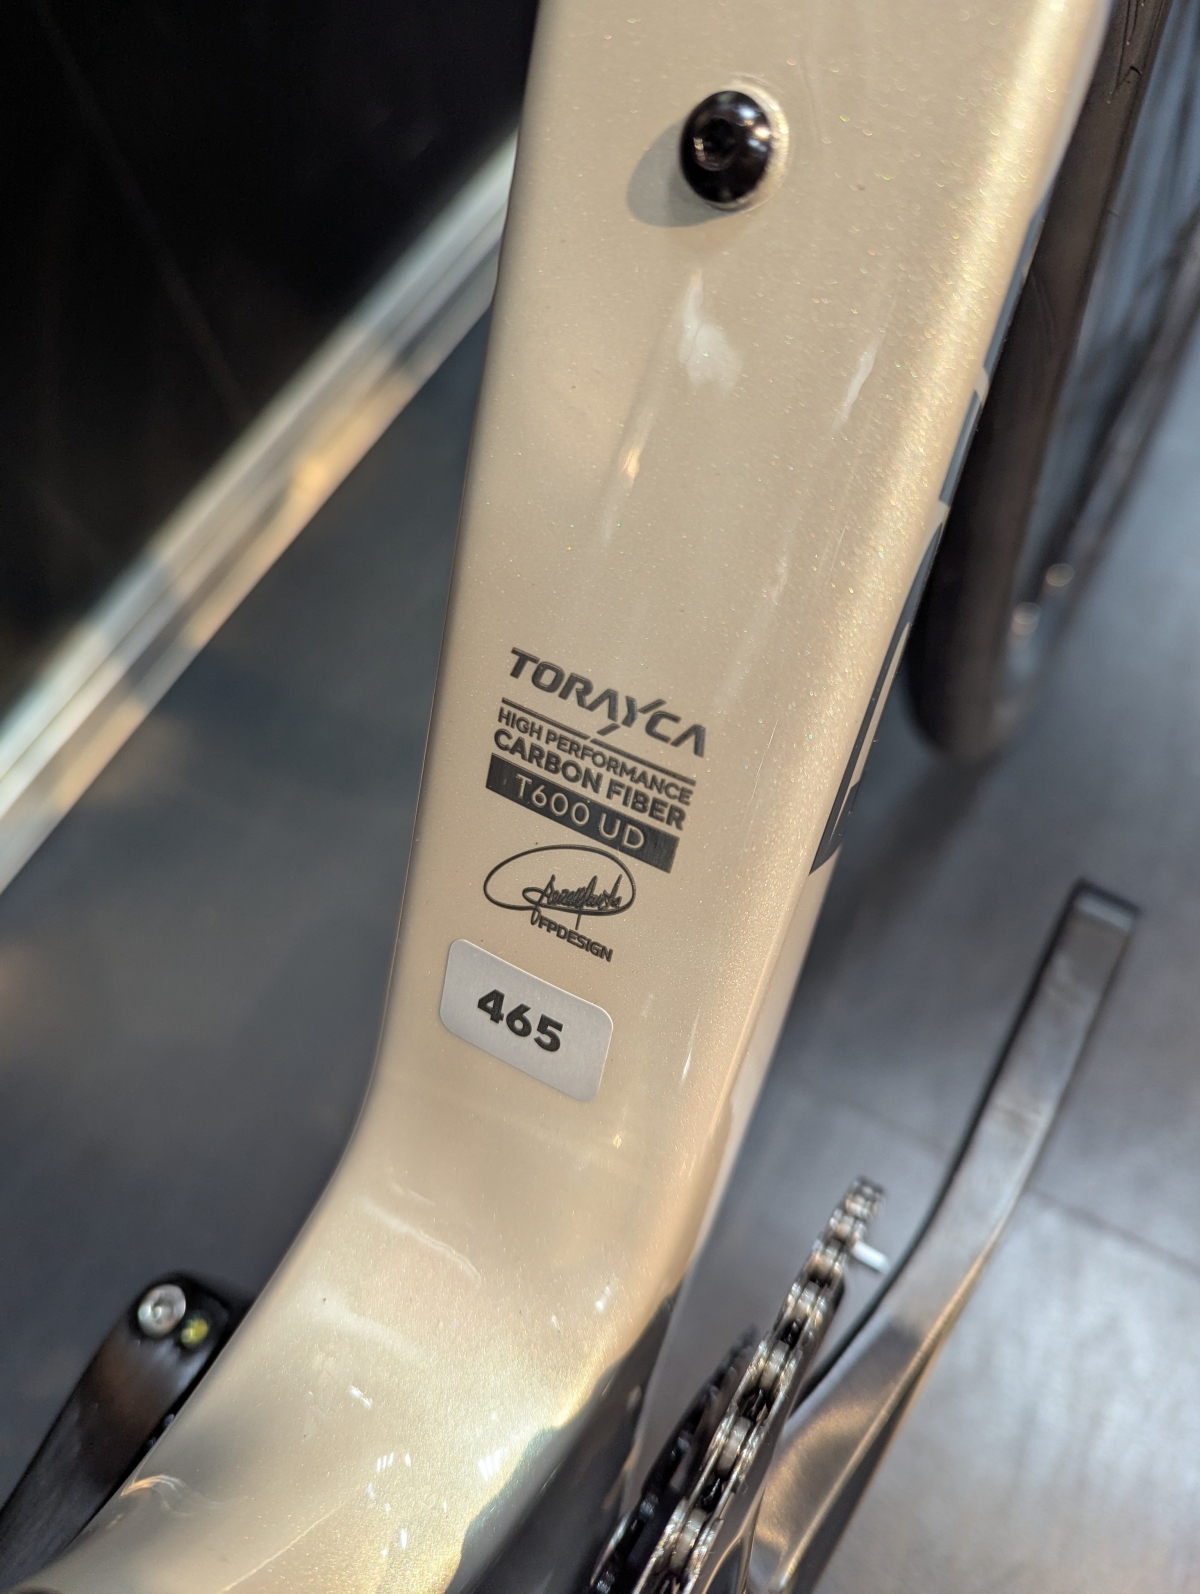 TORAYCA
HIGH PERFORMANCE
CARBON FIBER
T600 UD
FPDESIGN
465